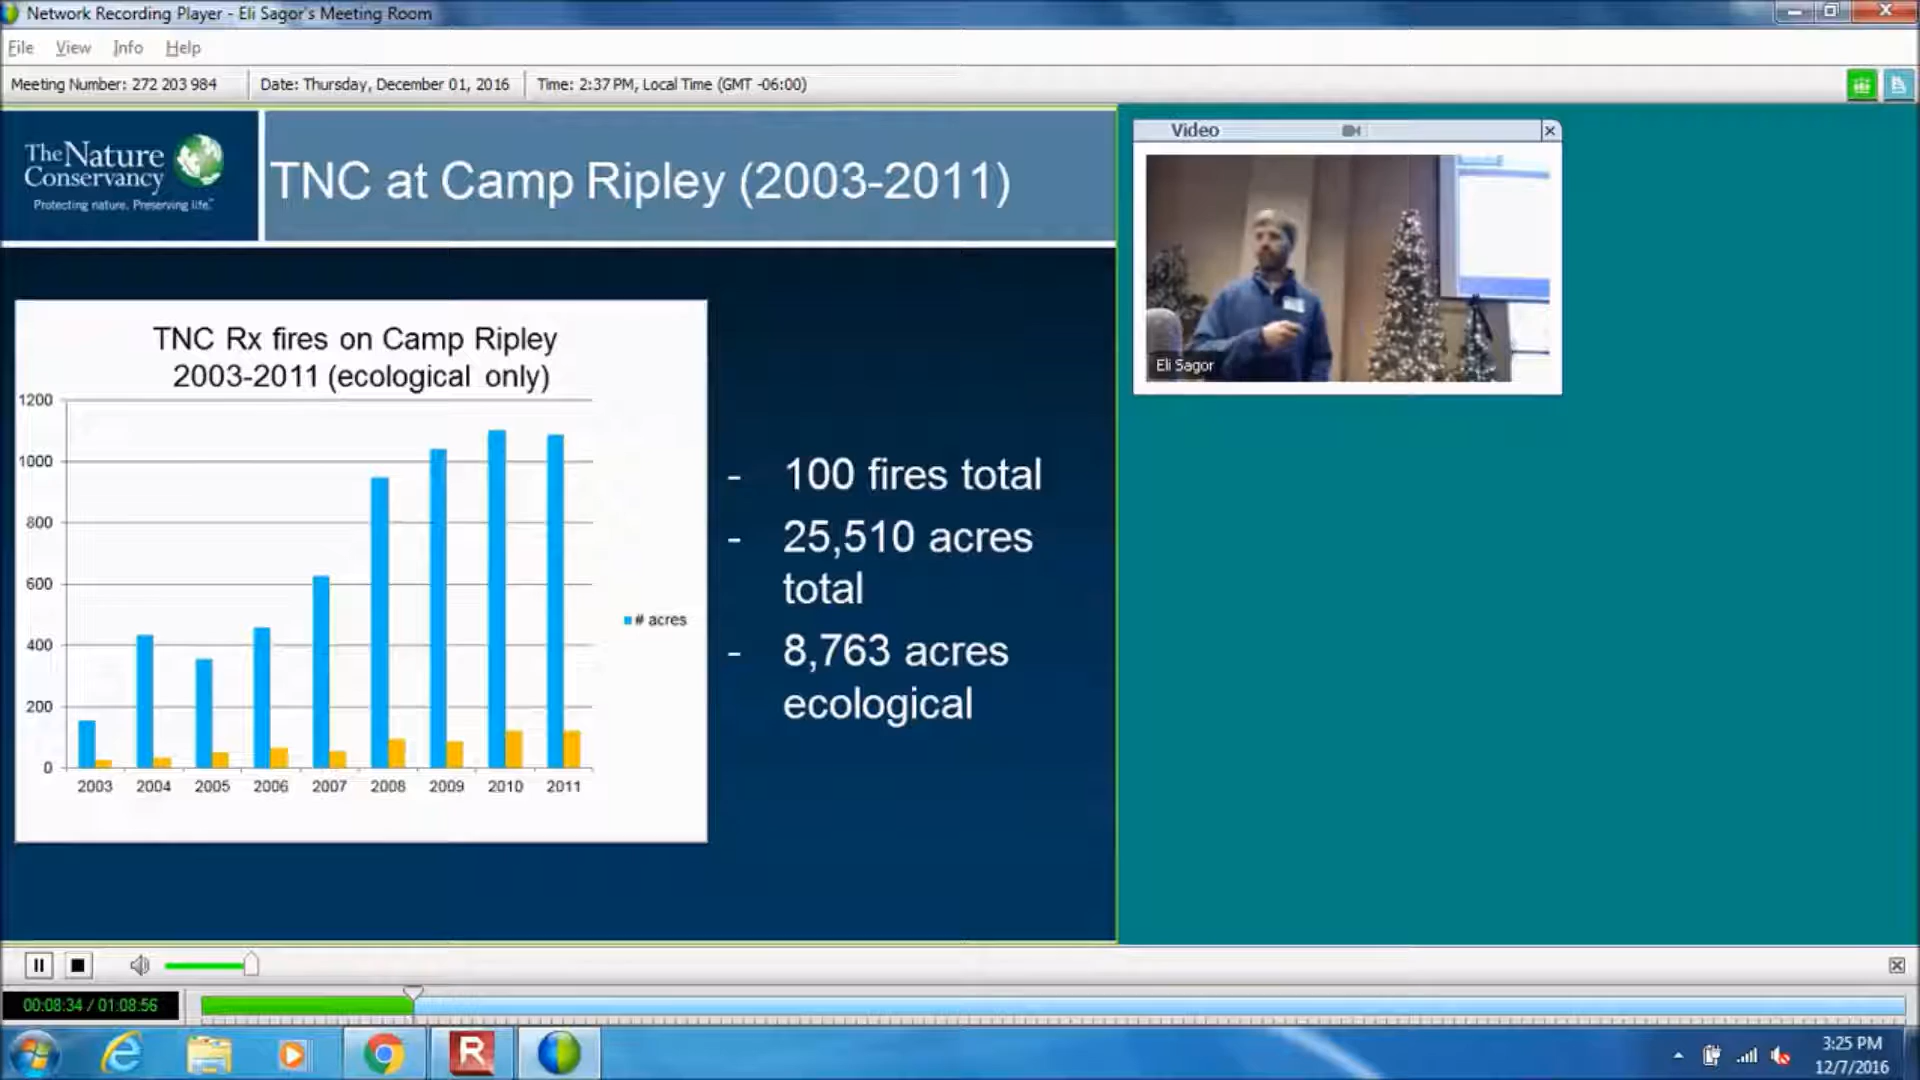 Network Recording Player - Eli Sagor's Meeting Room
File View Info Help
Meeting Number: 272 203 984 Date: Thursday, December 01, 2016 Time: 2:37 PM, Local Time (GMT -06:00)
The Nature
Conservancy
Protecting nature. Preserving life.™
TNC at Camp Ripley (2003-2011)
TNC Rx fires on Camp Ripley
2003-2011 (ecological only)
1200
1000
800
600
400
200
0
2003 2004 2005 2006 2007 2008 2009 2010 2011
# acres
- 100 fires total
- 25,510 acres
total
- 8,763 acres
ecological
Video
Eli Sagor
00:08:34 / 01:08:56
R
3:25 PM
12/7/2016